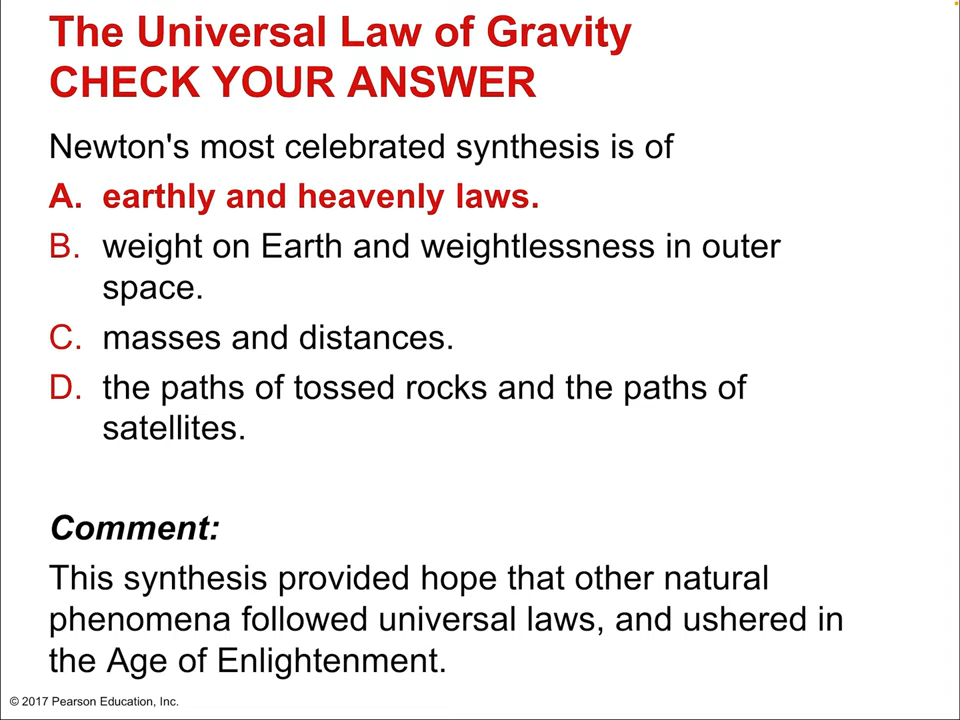 The Universal Law of Gravity
CHECK YOUR ANSWER
Newton's most celebrated synthesis is of
A. earthly and heavenly laws.
B. weight on Earth and weightlessness in outer
space.
C. masses and distances.
D. the paths of tossed rocks and the paths of
satellites.
Comment:
This synthesis provided hope that other natural
phenomena followed universal laws, and ushered in
the Age of Enlightenment.
© 2017 Pearson Education, Inc.